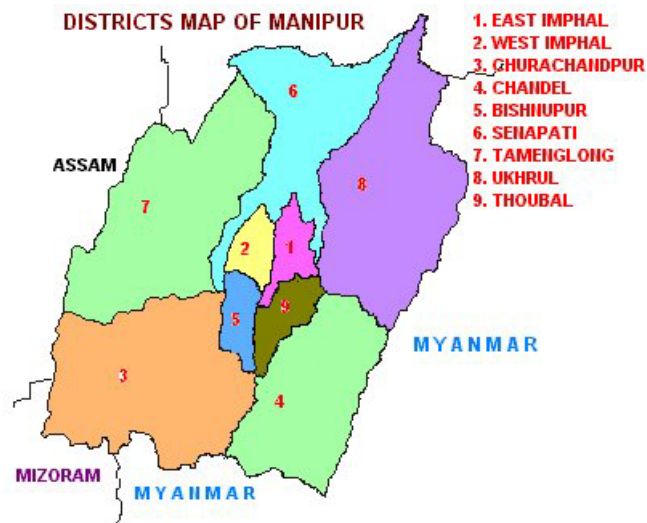 DISTRICTS MAP OF MANIPUR
1. EAST IMPHAL
2. WEST IMPHAL
3. CHURACHANDPUR
4. CHANDEL
5. BISHNUPUR
6. SENAPATI
7. TAMENGLONG
8. UKHRUL
9. THOUBAL
6
ASSAM
8
7
2
1
9
5
MYANMAR
3
4
MIZORAM
MYANMAR